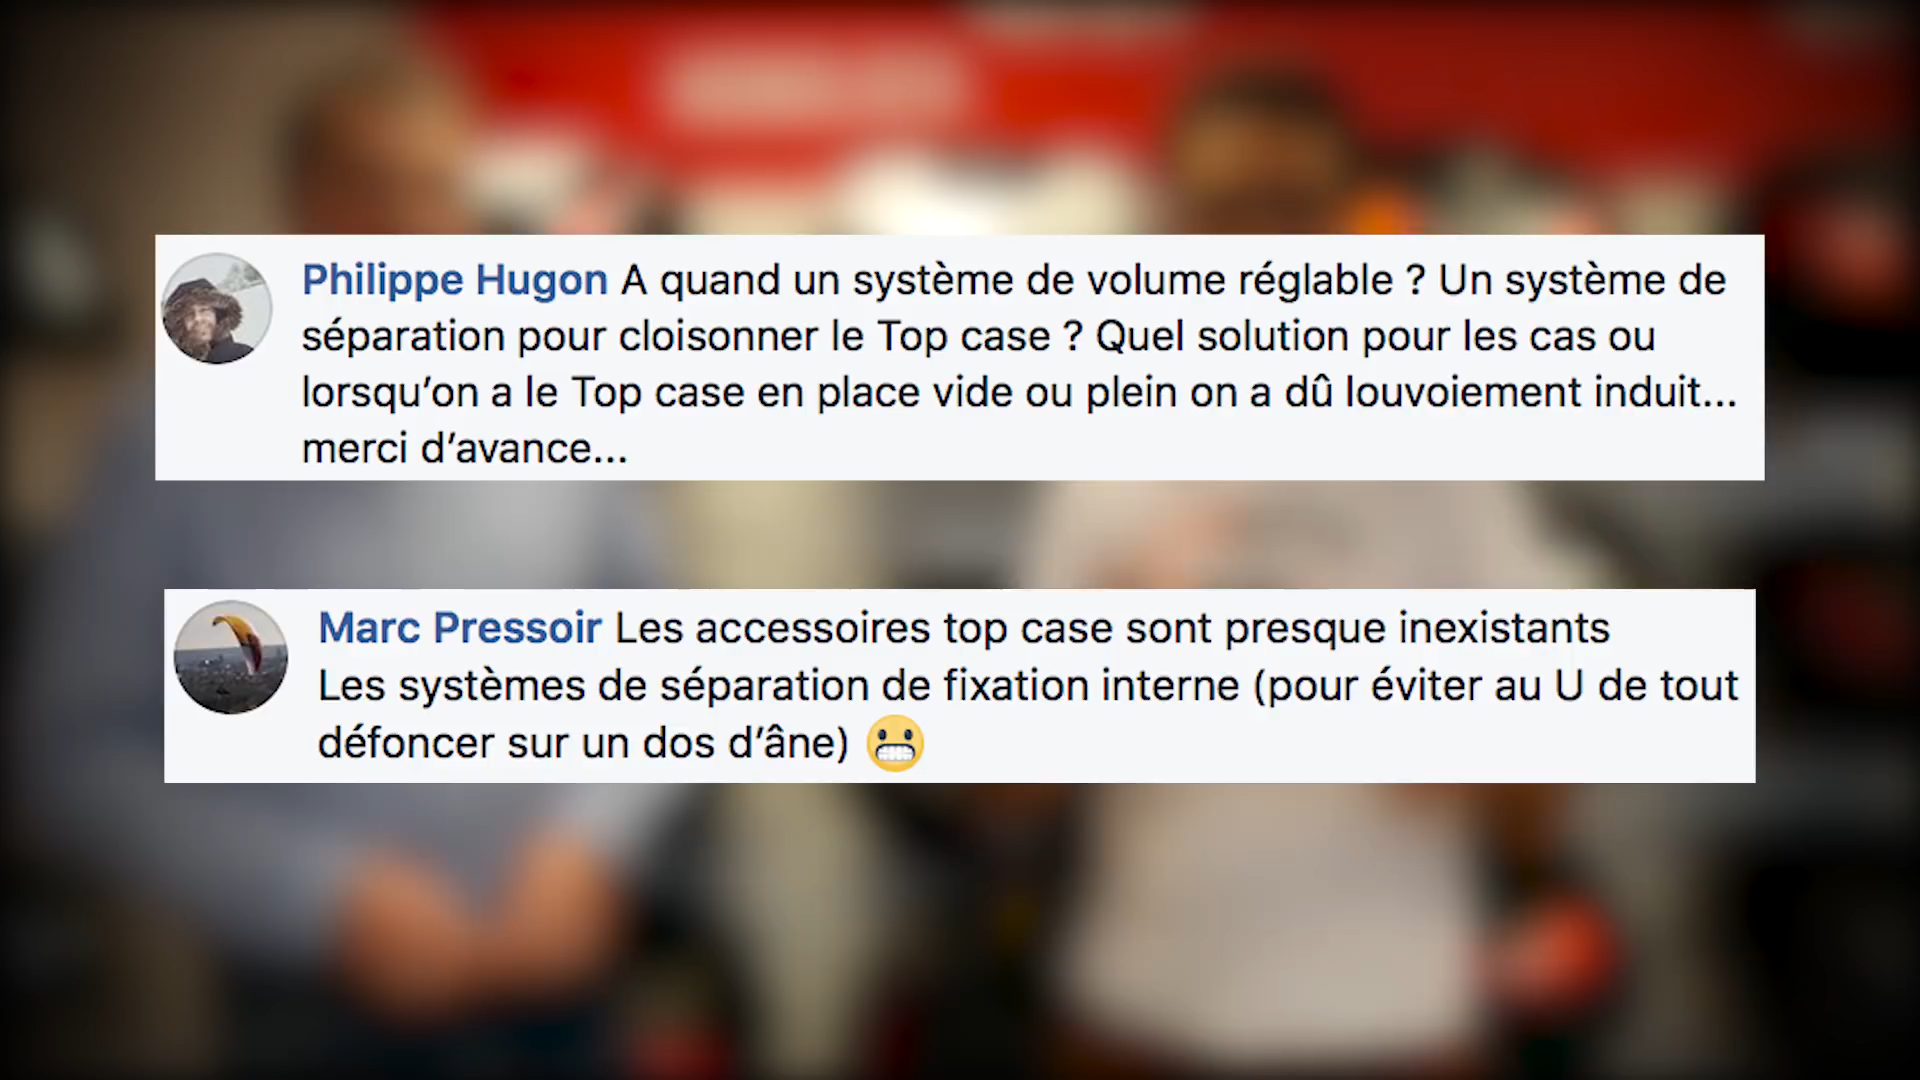 Philippe Hugon A quand un système de volume réglable ? Un système de
séparation pour cloisonner le Top case ? Quel solution pour les cas ou
lorsqu’on a le Top case en place vide ou plein on a dû louvoiement induit...
merci d’avance...
Marc Pressoir Les accessoires top case sont presque inexistants
Les systèmes de séparation de fixation interne (pour éviter au U de tout
défoncer sur un dos d’âne) 😬